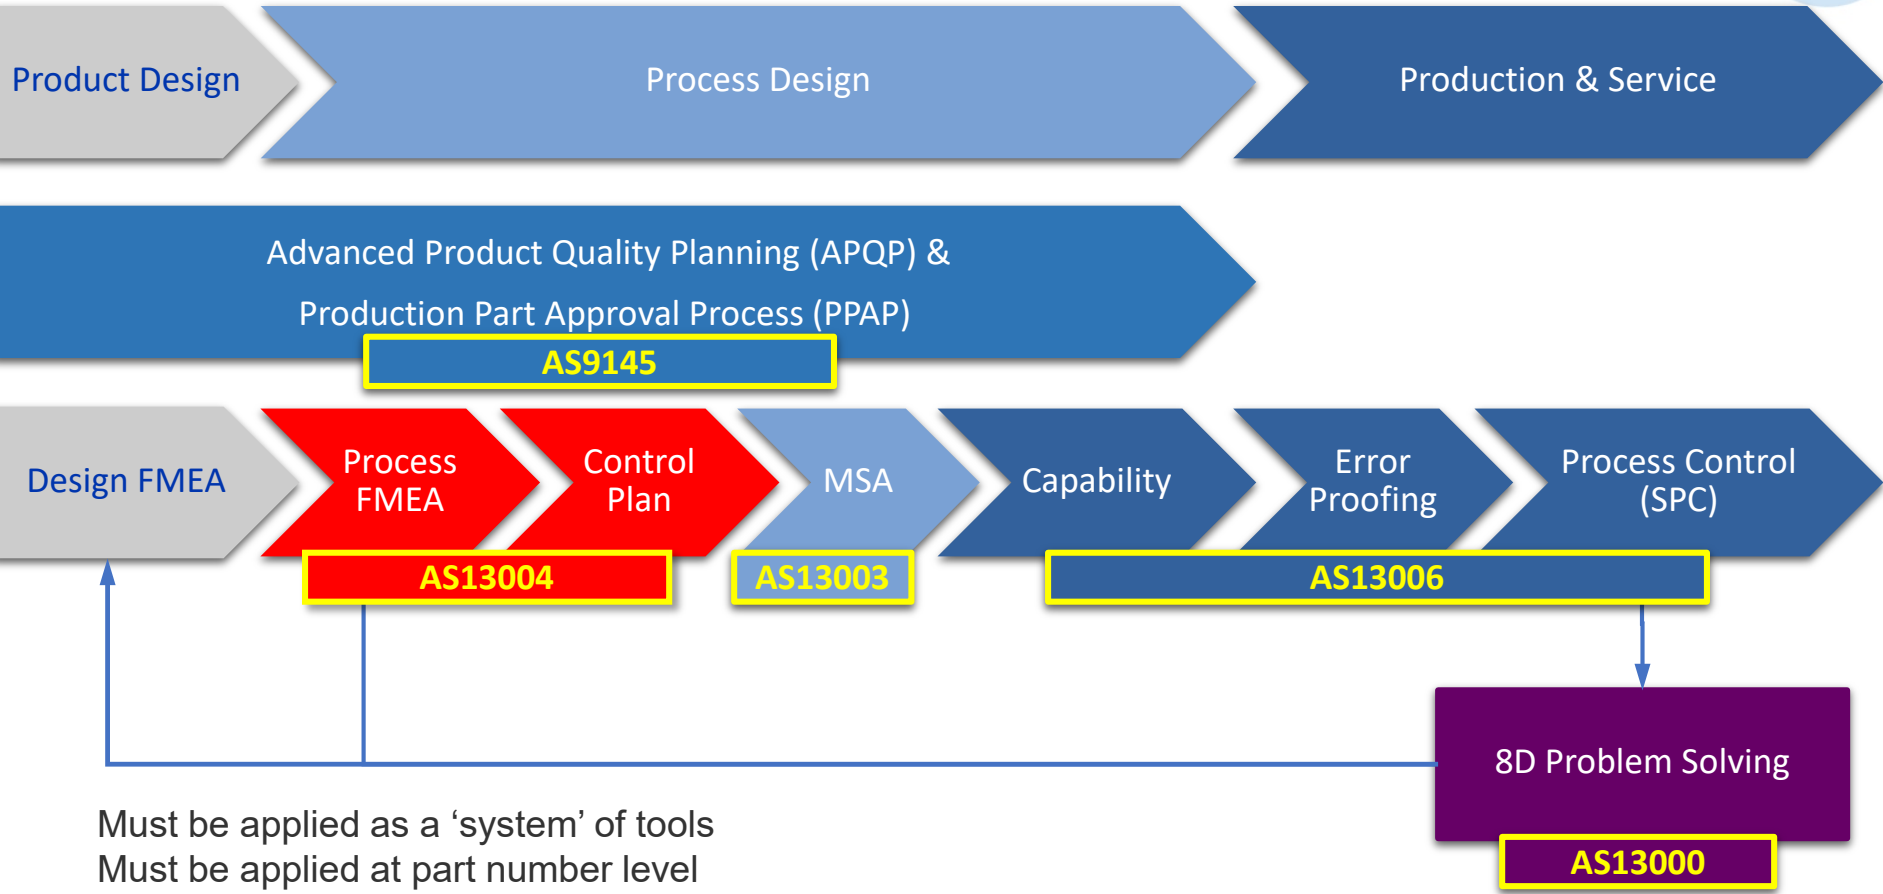 Product Design
Process Design
Production & Service
Advanced Product Quality Planning (APQP) &
Production Part Approval Process (PPAP)
AS9145
Design FMEA
Process
FMEA
Control
Plan
MSA
Capability
Error
Proofing
Process Control
(SPC)
AS13004
AS13003
AS13006
8D Problem Solving
AS13000
Must be applied as a ‘system’ of tools
Must be applied at part number level